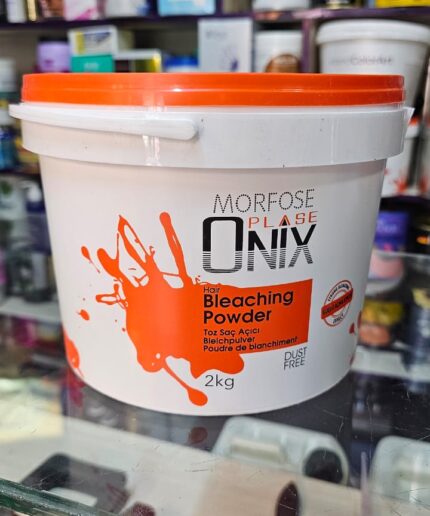 MORFOSE
PLASE
ONIX
Hair
Bleaching
Powder
Toz Saç Açıcı
Bleichpulver
Poudre de blanchiment
DUST
FREE
2kg